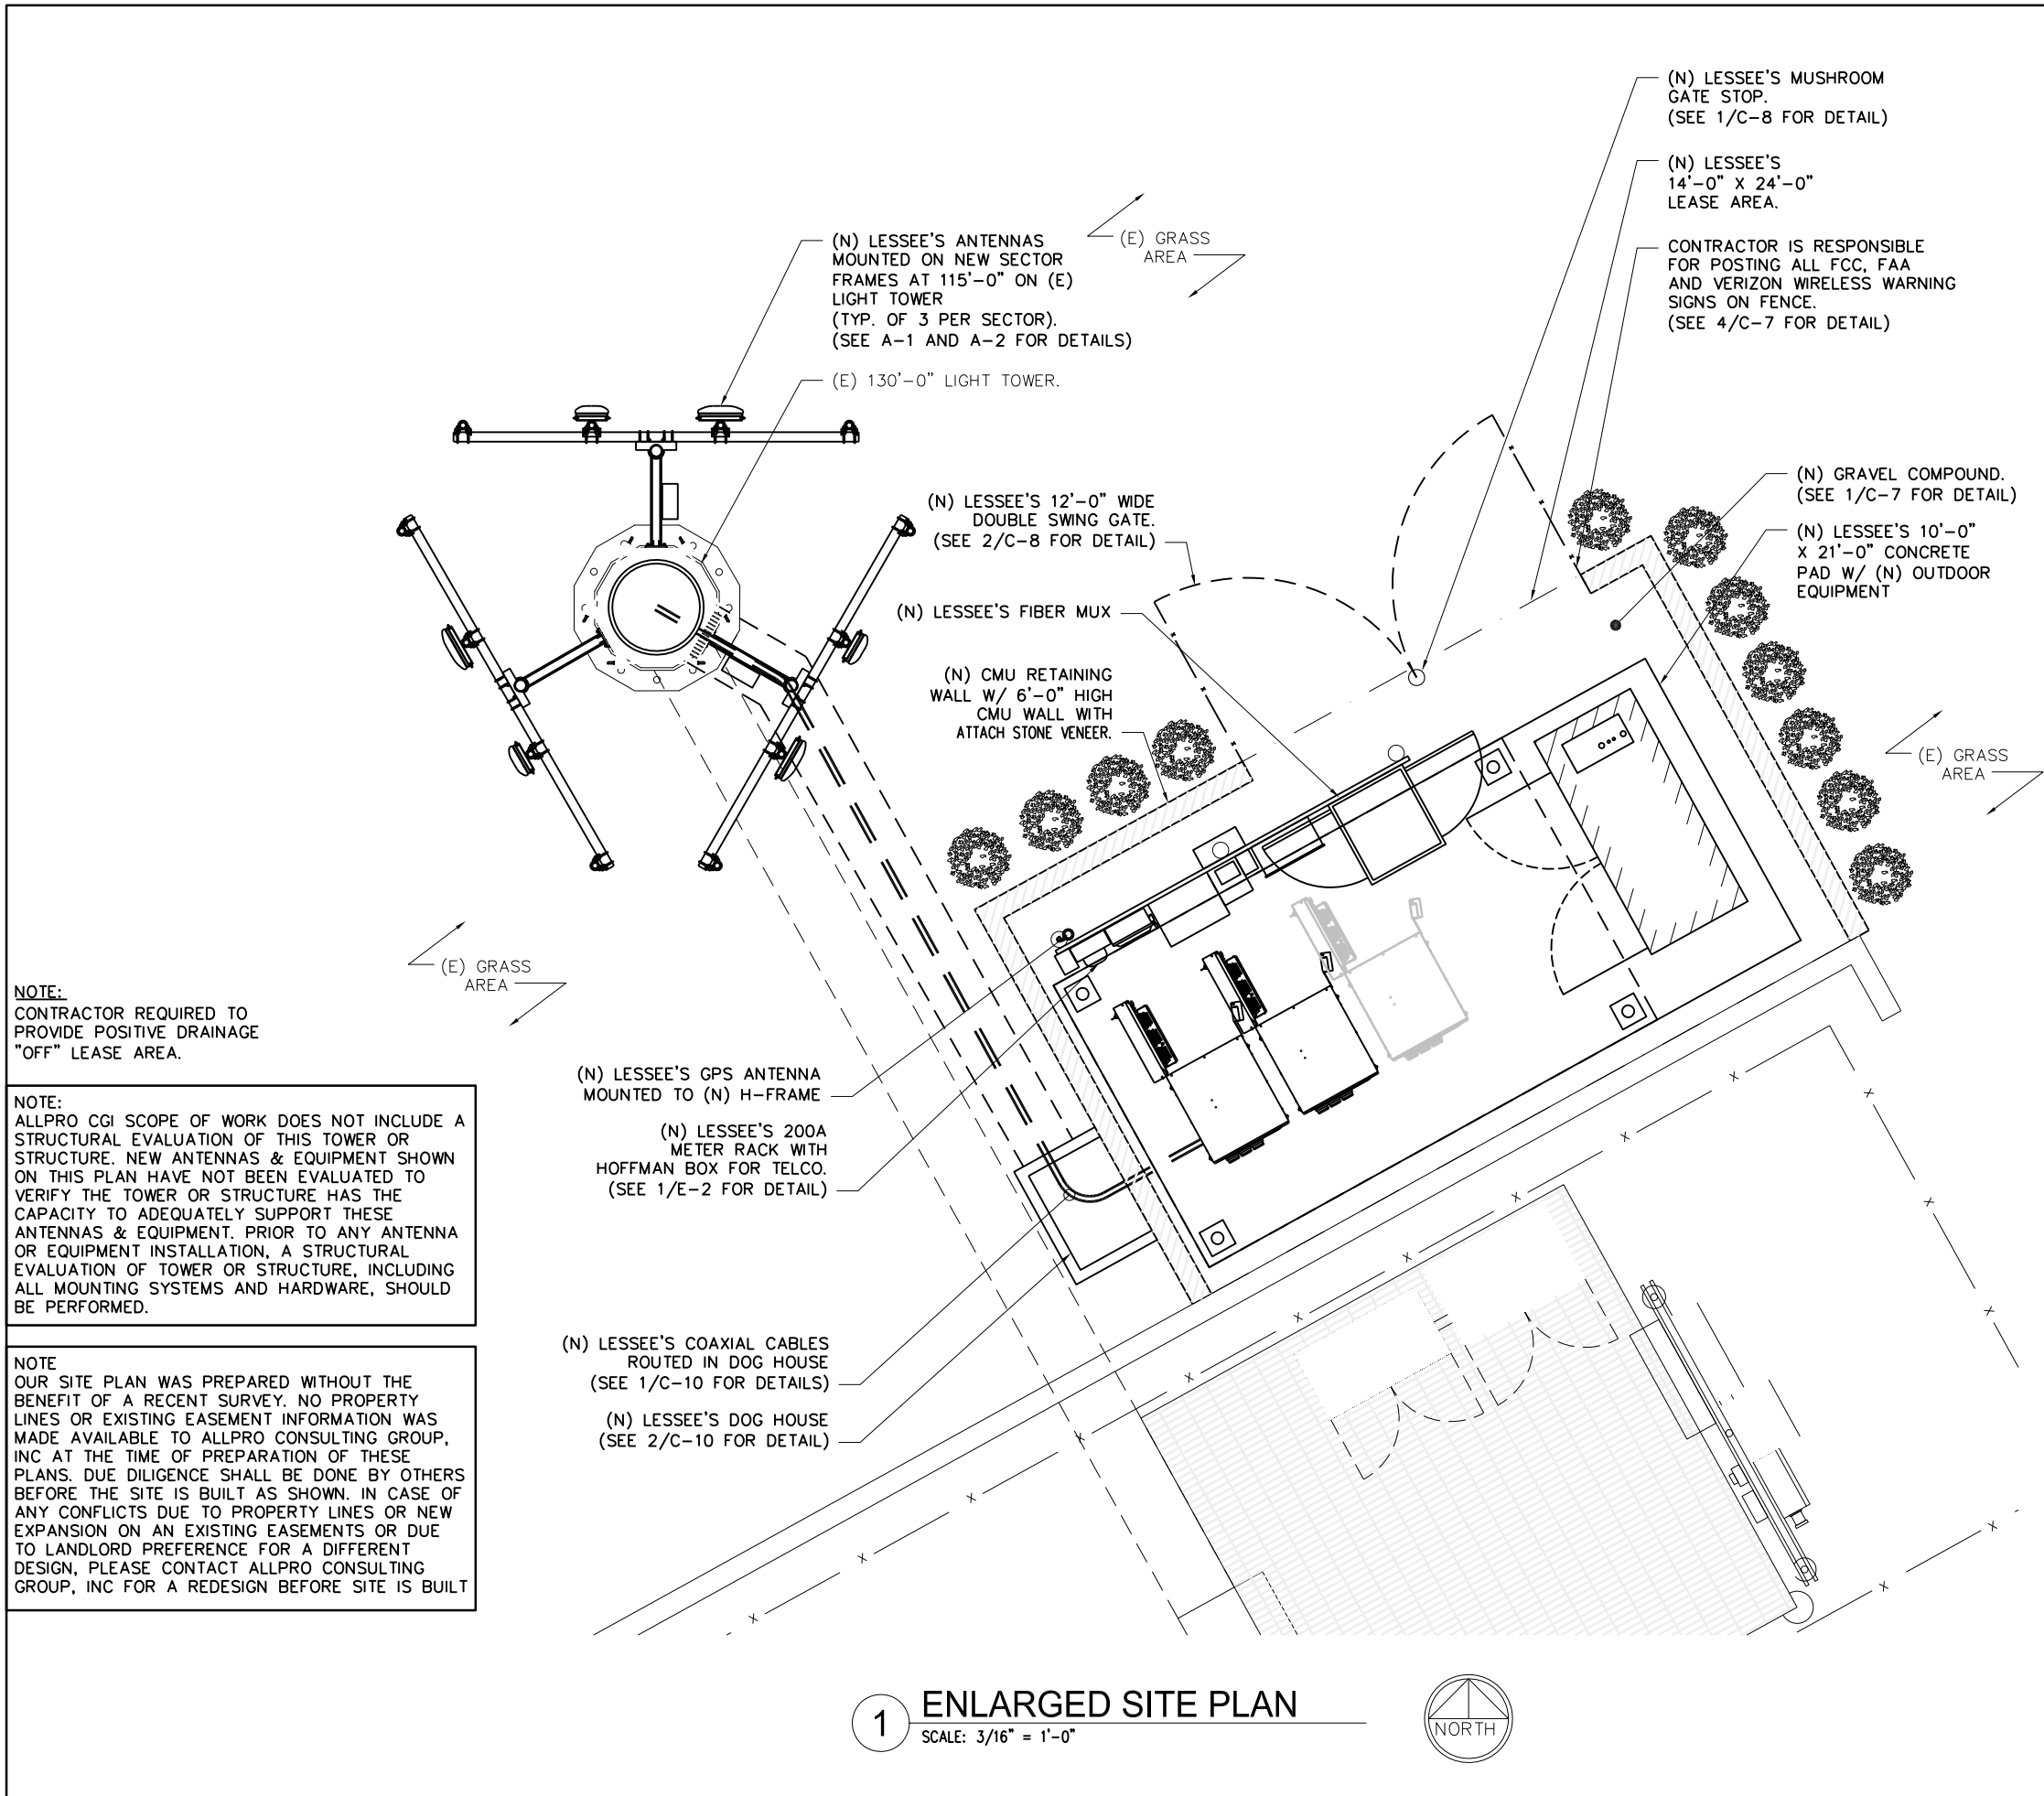 (N) LESSEE'S MUSHROOM
GATE STOP.
(SEE 1/C-8 FOR DETAIL)
(N) LESSEE'S
14'-0" X 24'-0"
LEASE AREA.
CONTRACTOR IS RESPONSIBLE
FOR POSTING ALL FCC, FAA
AND VERIZON WIRELESS WARNING
SIGNS ON FENCE.
(SEE 4/C-7 FOR DETAIL)
(N) LESSEE'S ANTENNAS
MOUNTED ON NEW SECTOR
FRAMES AT 115'-0" ON (E)
LIGHT TOWER
(TYP. OF 3 PER SECTOR).
(SEE A-1 AND A-2 FOR DETAILS)
(E) GRASS
AREA
(E) 130'-0" LIGHT TOWER.
(N) GRAVEL COMPOUND.
(SEE 1/C-7 FOR DETAIL)
(N) LESSEE'S 10'-0"
X 21'-0" CONCRETE
PAD W/ (N) OUTDOOR
EQUIPMENT
(N) LESSEE'S 12'-0" WIDE
DOUBLE SWING GATE.
(SEE 2/C-8 FOR DETAIL)
(N) LESSEE'S FIBER MUX
(N) CMU RETAINING
WALL W/ 6'-0" HIGH
CMU WALL WITH
ATTACH STONE VENEER.
(E) GRASS
AREA
(E) GRASS
AREA
NOTE:
CONTRACTOR REQUIRED TO
PROVIDE POSITIVE DRAINAGE
"OFF" LEASE AREA.
NOTE:
ALLPRO CGI SCOPE OF WORK DOES NOT INCLUDE A
STRUCTURAL EVALUATION OF THIS TOWER OR
STRUCTURE. NEW ANTENNAS & EQUIPMENT SHOWN
ON THIS PLAN HAVE NOT BEEN EVALUATED TO
VERIFY THE TOWER OR STRUCTURE HAS THE
CAPACITY TO ADEQUATELY SUPPORT THESE
ANTENNAS & EQUIPMENT. PRIOR TO ANY ANTENNA
OR EQUIPMENT INSTALLATION, A STRUCTURAL
EVALUATION OF TOWER OR STRUCTURE, INCLUDING
ALL MOUNTING SYSTEMS AND HARDWARE, SHOULD
BE PERFORMED.
(N) LESSEE'S GPS ANTENNA
MOUNTED TO (N) H-FRAME
(N) LESSEE'S 200A
METER RACK WITH
HOFFMAN BOX FOR TELCO.
(SEE 1/E-2 FOR DETAIL)
(N) LESSEE'S COAXIAL CABLES
ROUTED IN DOG HOUSE
(SEE 1/C-10 FOR DETAILS)
(N) LESSEE'S DOG HOUSE
(SEE 2/C-10 FOR DETAIL)
NOTE
OUR SITE PLAN WAS PREPARED WITHOUT THE
BENEFIT OF A RECENT SURVEY. NO PROPERTY
LINES OR EXISTING EASEMENT INFORMATION WAS
MADE AVAILABLE TO ALLPRO CONSULTING GROUP,
INC AT THE TIME OF PREPARATION OF THESE
PLANS. DUE DILIGENCE SHALL BE DONE BY OTHERS
BEFORE THE SITE IS BUILT AS SHOWN. IN CASE OF
ANY CONFLICTS DUE TO PROPERTY LINES OR NEW
EXPANSION ON AN EXISTING EASEMENTS OR DUE
TO LANDLORD PREFERENCE FOR A DIFFERENT
DESIGN, PLEASE CONTACT ALLPRO CONSULTING
GROUP, INC FOR A REDESIGN BEFORE SITE IS BUILT
1
ENLARGED SITE PLAN
SCALE: 3/16" = 1'-0"
NORTH